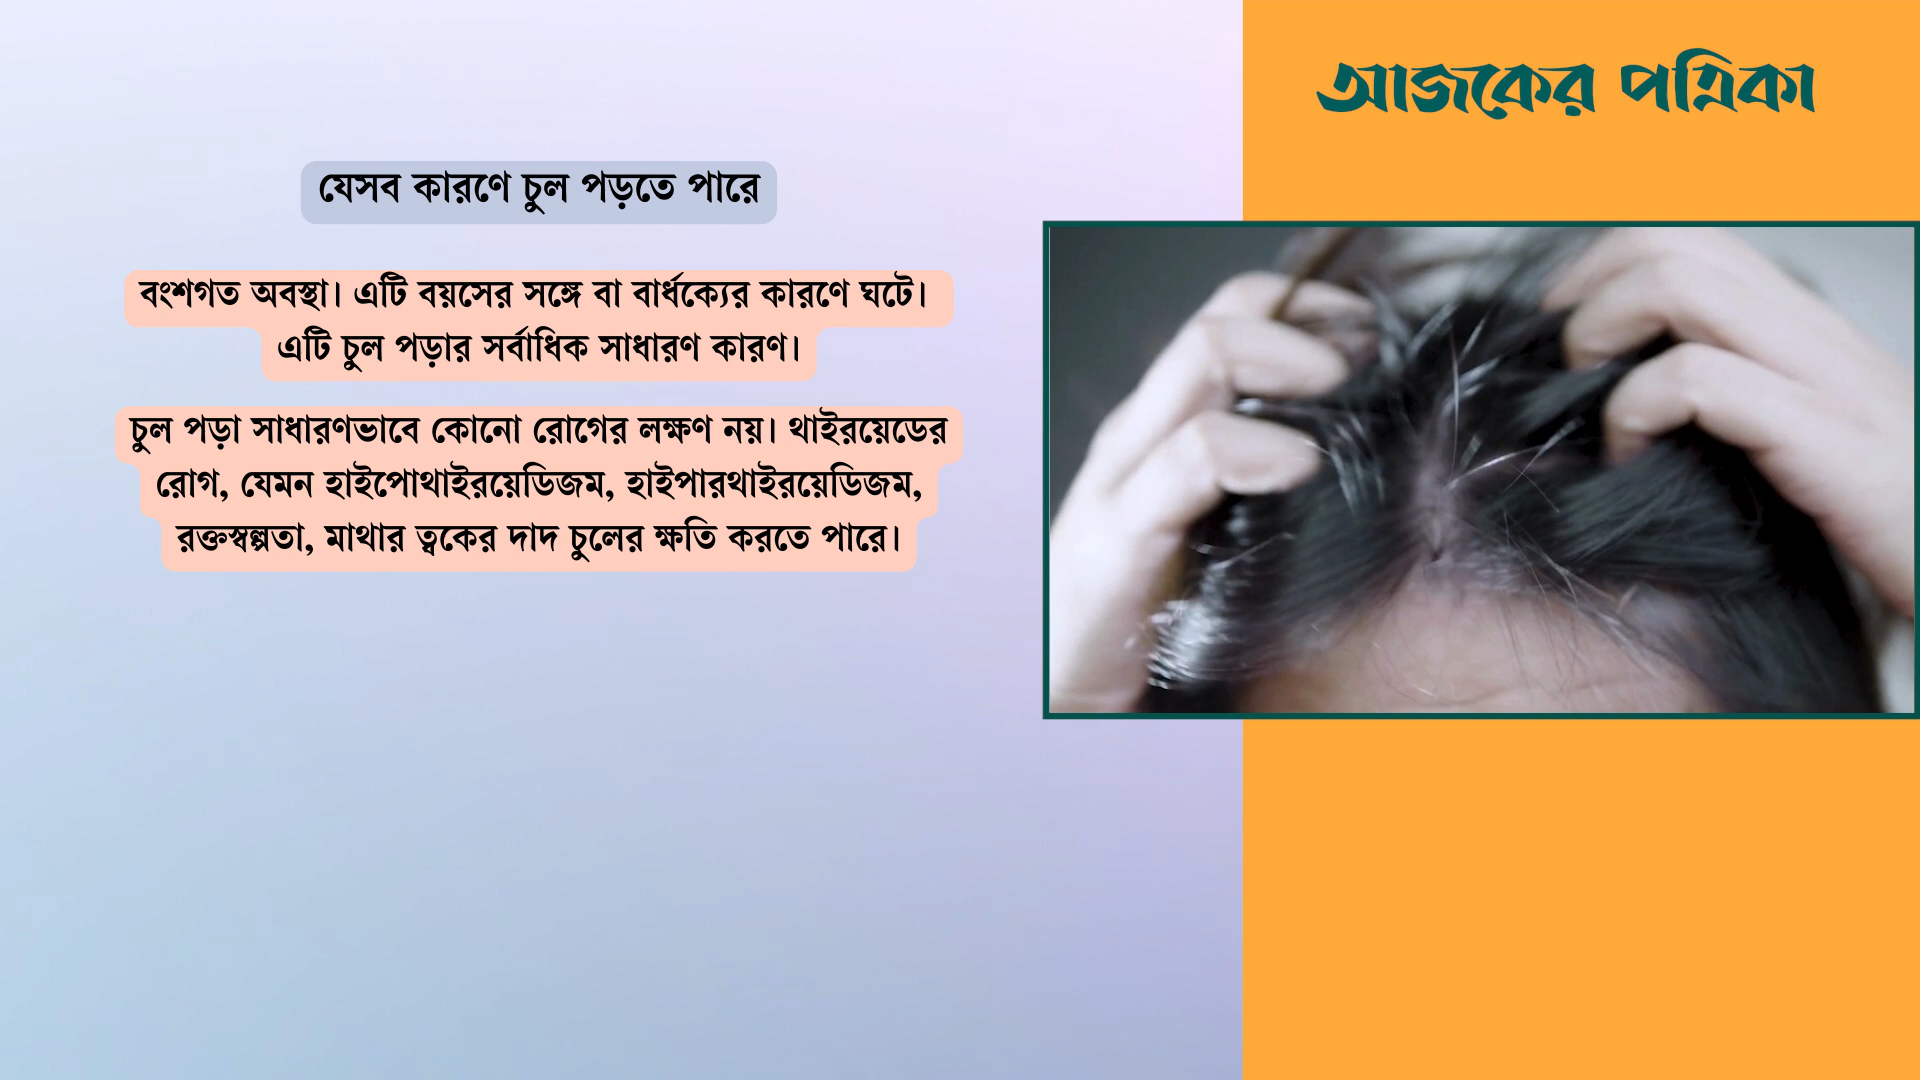 আজকের পত্রিকা
যেসব কারণে চুল পড়তে পারে
বংশগত অবস্থা। এটি বয়সের সঙ্গে বা বার্ধক্যের কারণে ঘটে।
এটি চুল পড়ার সর্বাধিক সাধারণ কারণ।
চুল পড়া সাধারণভাবে কোনো রোগের লক্ষণ নয়। থাইরয়েডের
রোগ, যেমন হাইপোথাইরয়েডিজম, হাইপারথাইরয়েডিজম,
রক্তস্বল্পতা, মাথার ত্বকের দাদ চুলের ক্ষতি করতে পারে।